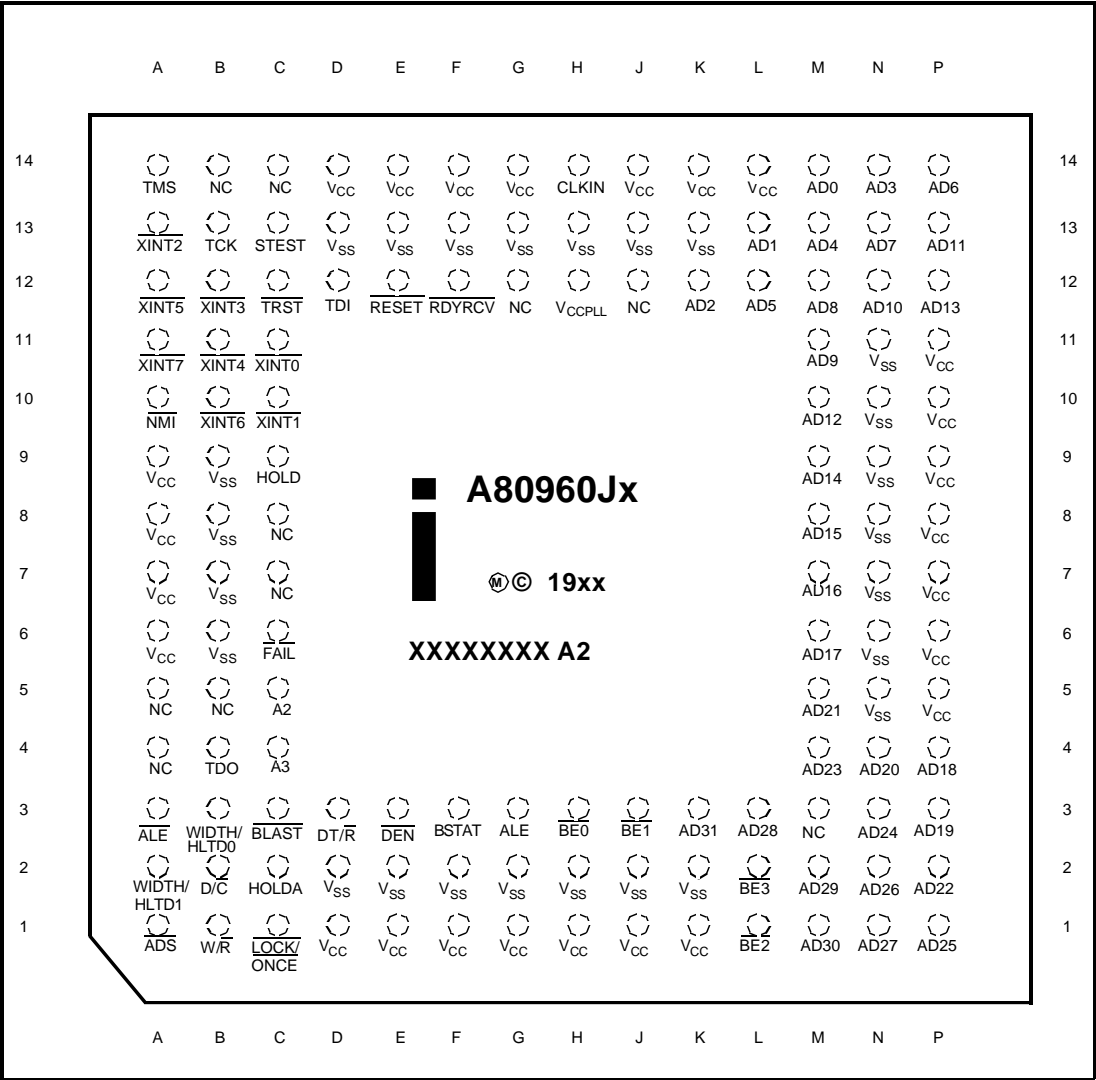 A B C D E F G H J K L M N P
14 14
TMS NC NC VCC VCC VCC VCC CLKIN VCC VCC VCC AD0 AD3 AD6
13 13
XINT2 TCK STEST VSS VSS VSS VSS VSS VSS VSS AD1 AD4 AD7 AD11
12 12
XINT5 XINT3 TRST TDI RESET RDYRCV NC VCCPLL NC AD2 AD5 AD8 AD10 AD13
11 11
XINT7 XINT4 XINT0 AD9 VSS VCC
10 10
NMI XINT6 XINT1 AD12 VSS VCC
9 9
VCC VSS HOLD AD14 VSS VCC
A80960Jx
8 8
VCC VSS NC AD15 VSS VCC
7 7
VCC VSS NC AD16 VSS VCC
i
Ⓜ© 19xx
6 6
VCC VSS FAIL AD17 VSS VCC
XXXXXXXX A2
5 5
NC NC A2 AD21 VSS VCC
4 4
NC TDO A3 AD23 AD20 AD18
3 3
ALE WIDTH/HLTD0 BLAST DT/R DEN BSTAT ALE BE0 BE1 AD31 AD28 NC AD24 AD19
2 2
WIDTH/HLTD1 D/C HOLDA VSS VSS VSS VSS VSS VSS VSS BE3 AD29 AD26 AD22
1 1
ADS W/R LOCK/ONCE VCC VCC VCC VCC VCC VCC VCC BE2 AD30 AD27 AD25
A B C D E F G H J K L M N P